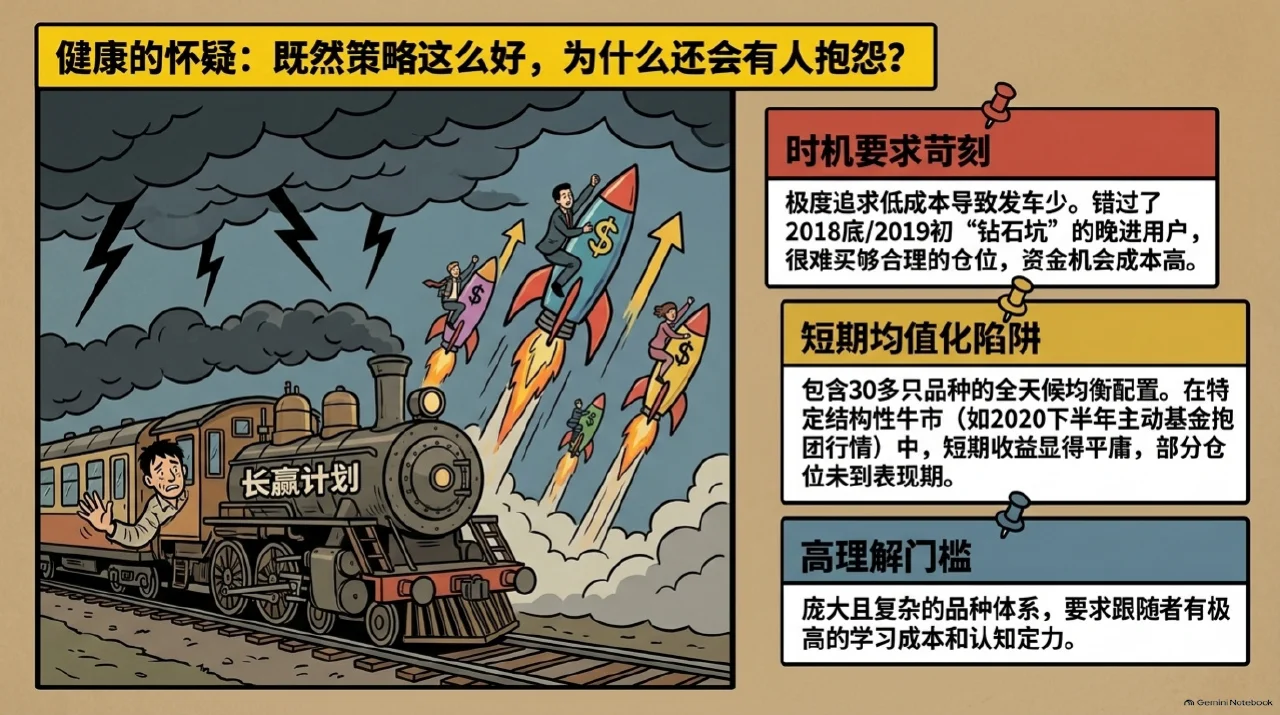 健康的怀疑：既然策略这么好，为什么还会有人抱怨？
长赢计划
$
$
$
$
时机要求苛刻
极度追求低成本导致发车少。错过了
2018底/2019初“钻石坑”的晚进用户，
很难买够合理的仓位，资金机会成本高。
短期均值化陷阱
包含30多只品种的全天候均衡配置。在特
定结构性牛市（如2020下半年主动基金抱
团行情）中，短期收益显得平庸，部分仓
位未到表现期。
高理解门槛
庞大且复杂的品种体系，要求跟随者有极
高的学习成本和认知定力。
Gemini Notebook